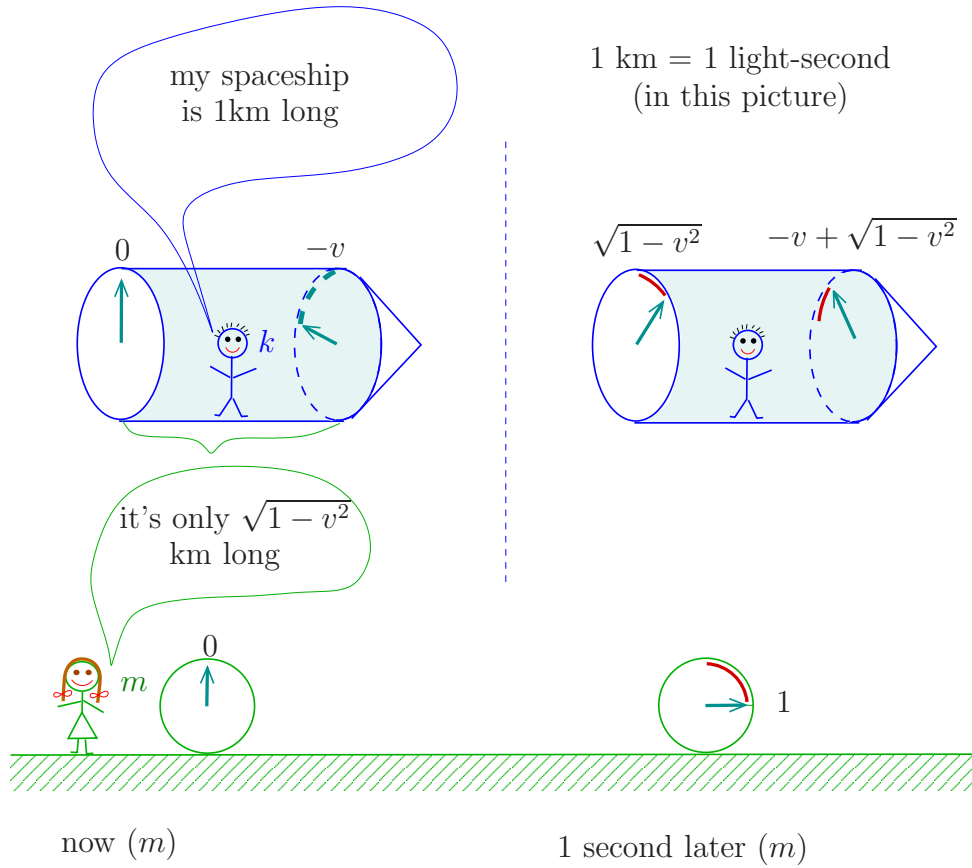 my spaceship
is 1km long
1 km = 1 light-second
(in this picture)
0
−v
√(1 − v²)
−v + √(1 − v²)
k
it's only √(1 − v²)
km long
0
m
1
now (m)
1 second later (m)